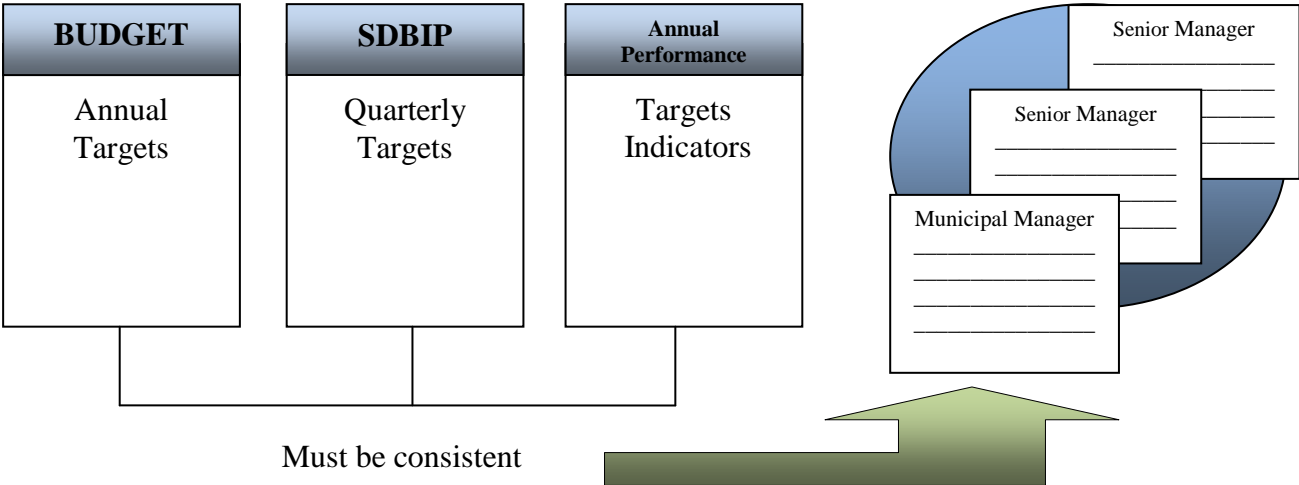 BUDGET
Annual
Targets
SDBIP
Quarterly
Targets
Annual
Performance
Targets
Indicators
Senior Manager
Senior Manager
Municipal Manager
Must be consistent